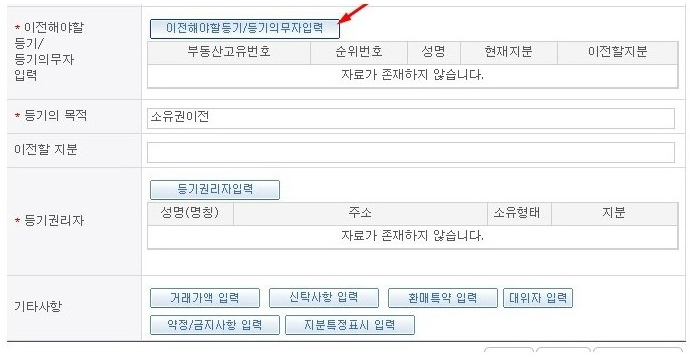 * 이전해야할
등기/
등기의무자
입력
이전해야할등기/등기의무자입력
부동산고유번호 순위번호 성명 현재지분 이전할지분
자료가 존재하지 않습니다.
* 등기의 목적 소유권이전
이전할 지분
* 등기권리자
등기권리자입력
성명(명칭) 주소 소유형태 지분
자료가 존재하지 않습니다.
기타사항
거래가액 입력 신탁사항 입력 환매특약 입력 대위자 입력
약정/금지사항 입력 지분특정표시 입력